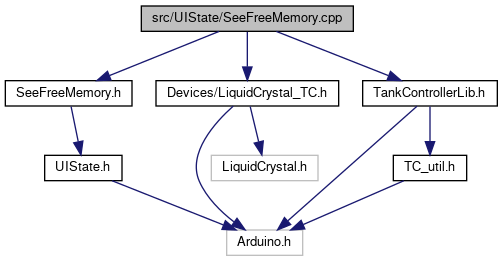 src/UIState/SeeFreeMemory.cpp
SeeFreeMemory.h
Devices/LiquidCrystal_TC.h
TankControllerLib.h
UIState.h
LiquidCrystal.h
TC_util.h
Arduino.h